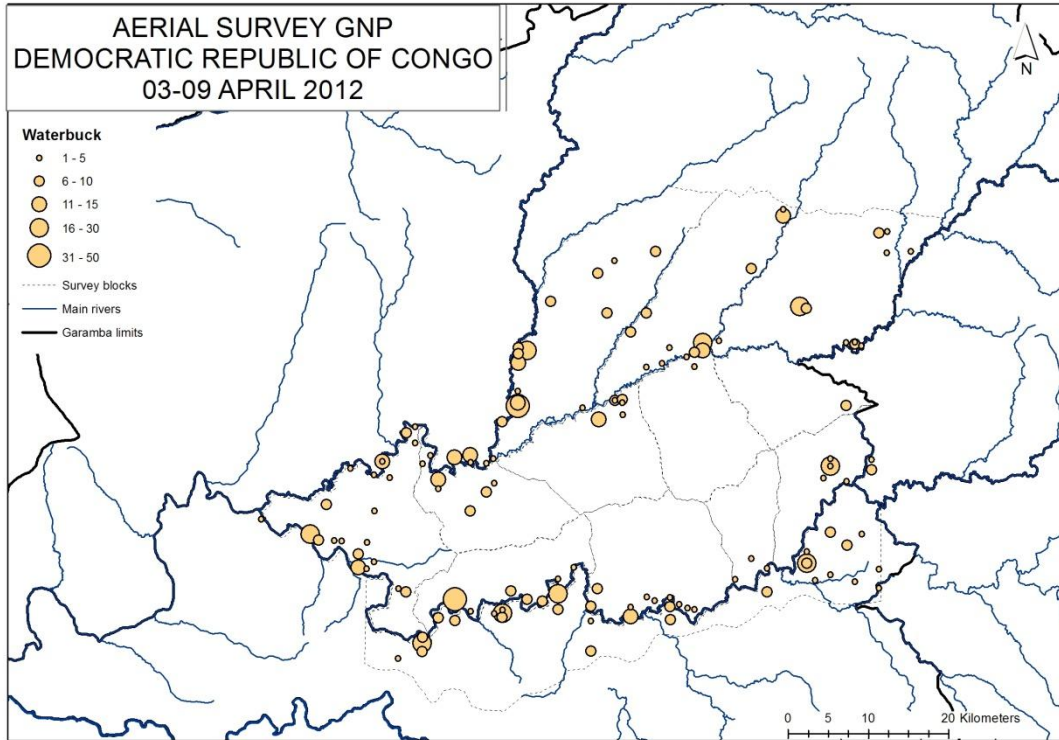 AERIAL SURVEY GNP
DEMOCRATIC REPUBLIC OF CONGO
03-09 APRIL 2012
N
Waterbuck
1 - 5
6 - 10
11 - 15
16 - 30
31 - 50
Survey blocks
Main rivers
Garamba limits
0 5 10 20 Kilometers